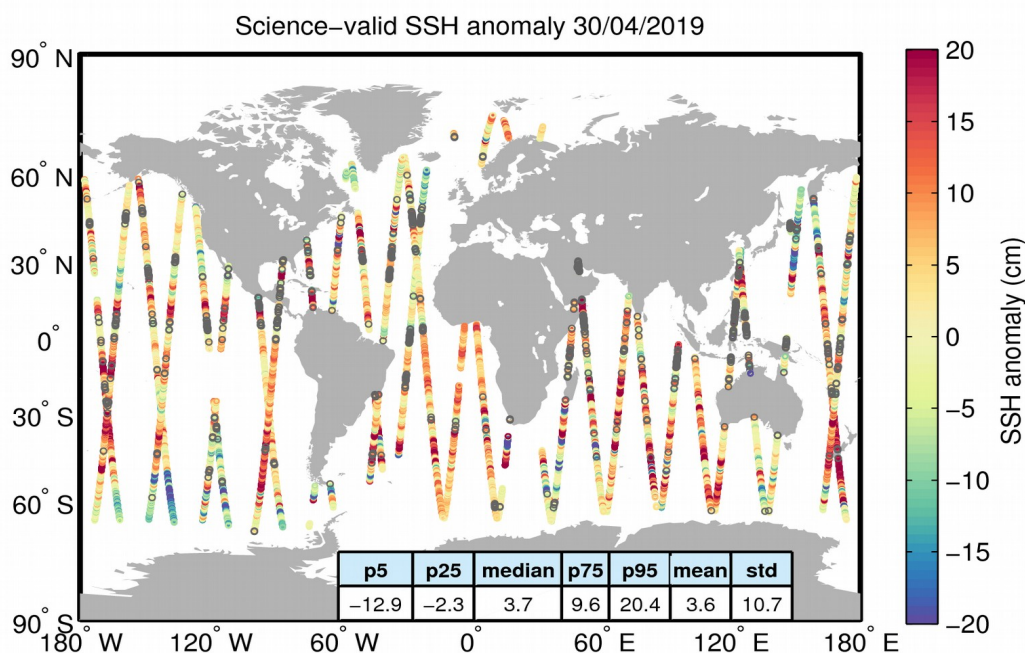 Science−valid SSH anomaly 30/04/2019
90° N
60° N
30° N
0°
30° S
60° S
90° S
180° W
120° W
60° W
0°
60° E
120° E
180° E
p5 p25 median p75 p95 mean std
−12.9 −2.3 3.7 9.6 20.4 3.6 10.7
20
15
10
5
0
−5
−10
−15
−20
SSH anomaly (cm)